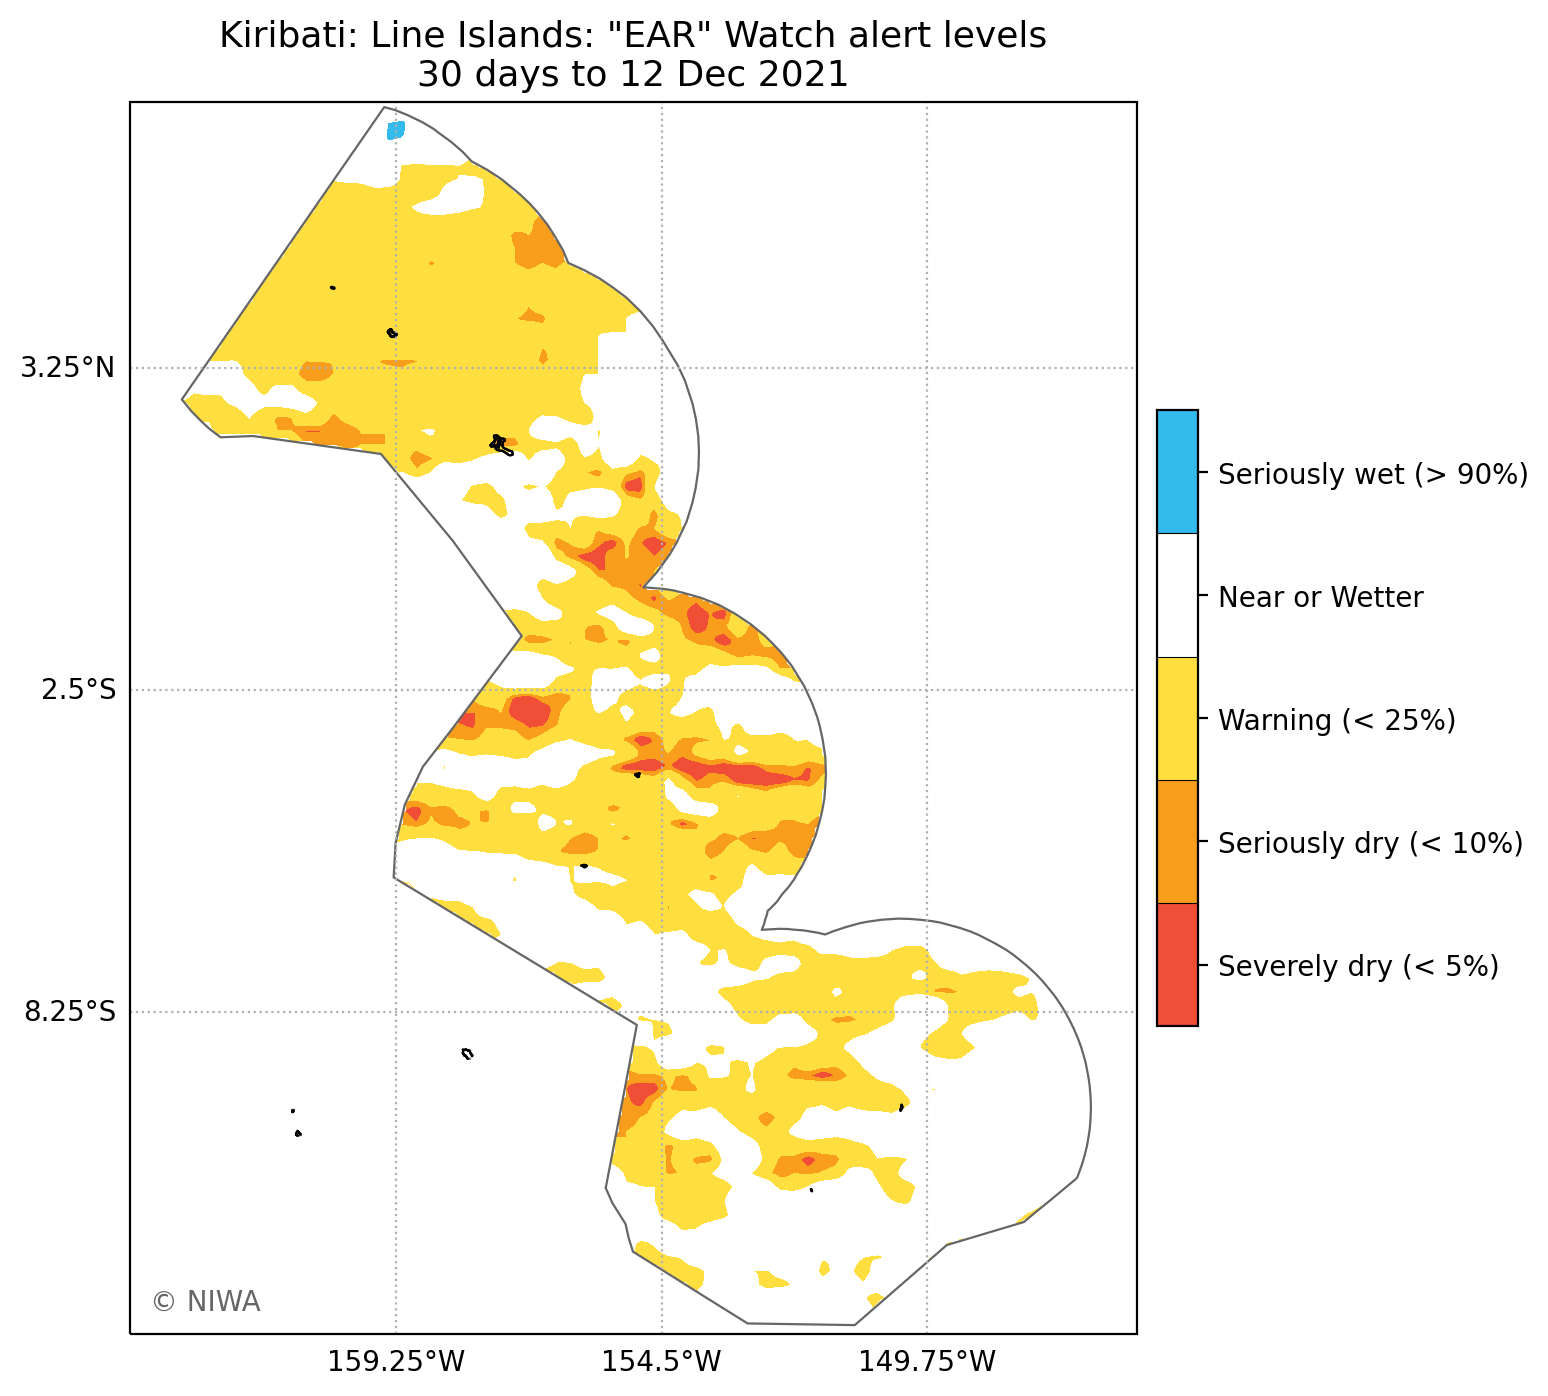 Kiribati: Line Islands: "EAR" Watch alert levels
30 days to 12 Dec 2021
3.25°N
2.5°S
8.25°S
159.25°W
154.5°W
149.75°W
Seriously wet (> 90%)
Near or Wetter
Warning (< 25%)
Seriously dry (< 10%)
Severely dry (< 5%)
© NIWA